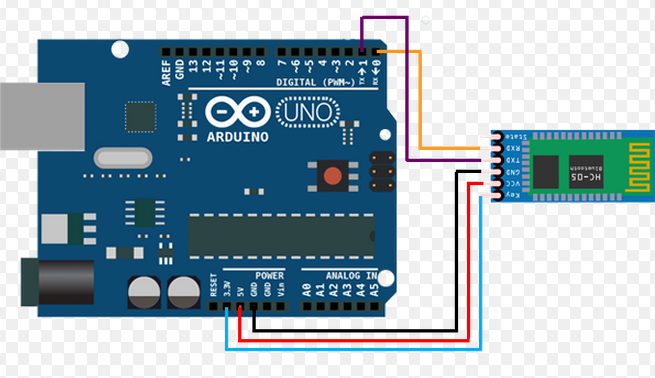 AREF
GND
13
12
~11
~10
~9
8
7
~6
~5
4
~3
2
TX→1
RX←0
DIGITAL (PWM~)
UNO
ARDUINO
POWER
ANALOG IN
RESET
3.3V
5V
GND
GND
Vin
A0
A1
A2
A3
A4
A5
State
RXD
TXD
GND
VCC
Key
HC-05
Bluetooth